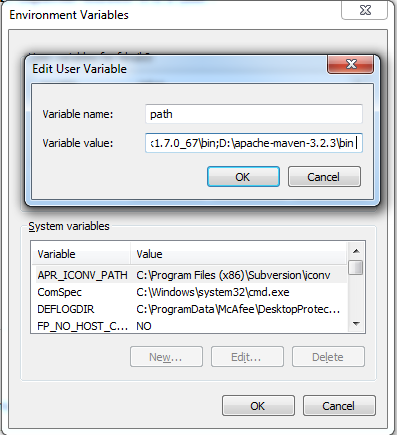 Environment Variables
Edit User Variable
Variable name:
path
Variable value:
1.7.0_67\bin;D:\apache-maven-3.2.3\bin
OK
Cancel
System variables
Variable
Value
APR_ICONV_PATH
C:\Program Files (x86)\Subversion\iconv
ComSpec
C:\Windows\system32\cmd.exe
DEFLOGDIR
C:\ProgramData\McAfee\DesktopProtec...
FP_NO_HOST_C...
NO
New...
Edit...
Delete
OK
Cancel